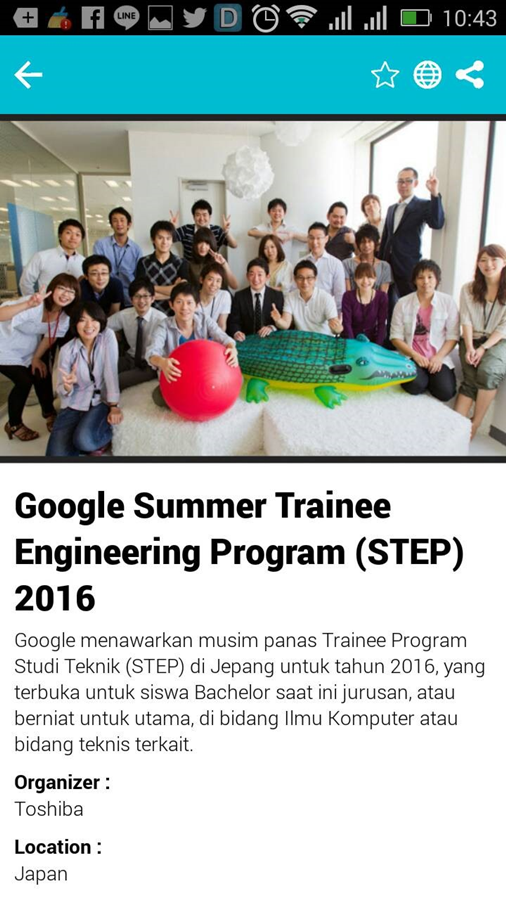 LINE
D
10:43
Google Summer Trainee
Engineering Program (STEP)
2016
Google menawarkan musim panas Trainee Program
Studi Teknik (STEP) di Jepang untuk tahun 2016, yang
terbuka untuk siswa Bachelor saat ini jurusan, atau
berniat untuk utama, di bidang Ilmu Komputer atau
bidang teknis terkait.
Organizer :
Toshiba
Location :
Japan